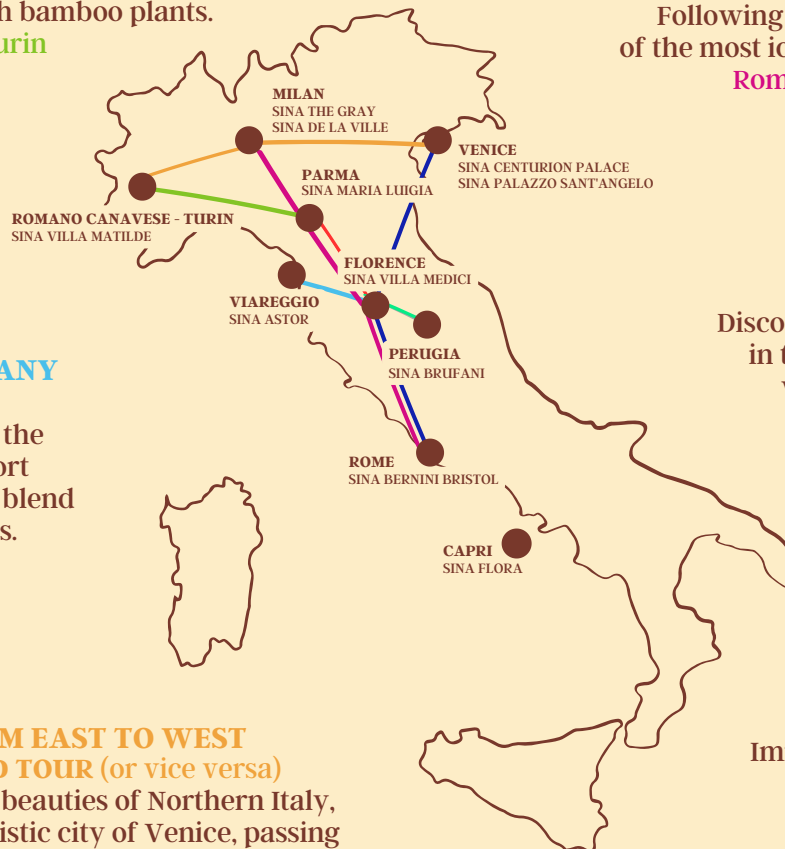 h bamboo plants.
urin
Following
of the most ic
Rom
MILAN
SINA THE GRAY
SINA DE LA VILLE
VENICE
SINA CENTURION PALACE
SINA PALAZZO SANT'ANGELO
PARMA
SINA MARIA LUIGIA
ROMANO CANAVESE - TURIN
SINA VILLA MATILDE
FLORENCE
SINA VILLA MEDICI
VIAREGGIO
SINA ASTOR
PERUGIA
SINA BRUFANI
Disco
in t
ANY
the
ort
blend
s.
ROME
SINA BERNINI BRISTOL
CAPRI
SINA FLORA
M EAST TO WEST
D TOUR (or vice versa)
beauties of Northern Italy,
istic city of Venice, passing
Im